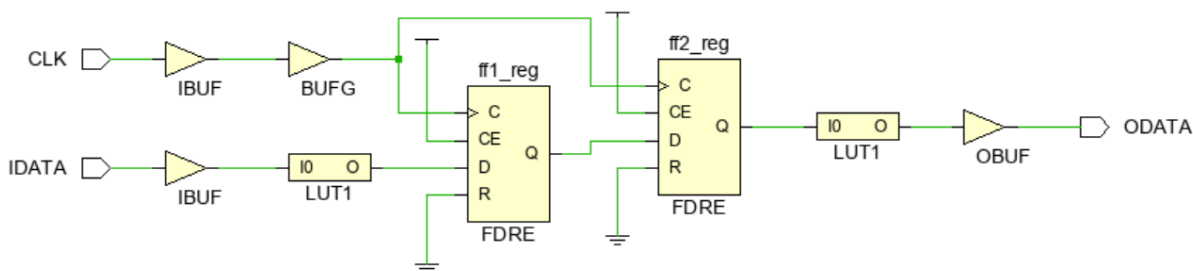 CLK
IBUF
BUFG
IDATA
IBUF
I0 O
LUT1
ff1_reg
C
CE
D
R
Q
FDRE
ff2_reg
C
CE
D
R
Q
FDRE
I0 O
LUT1
OBUF
ODATA